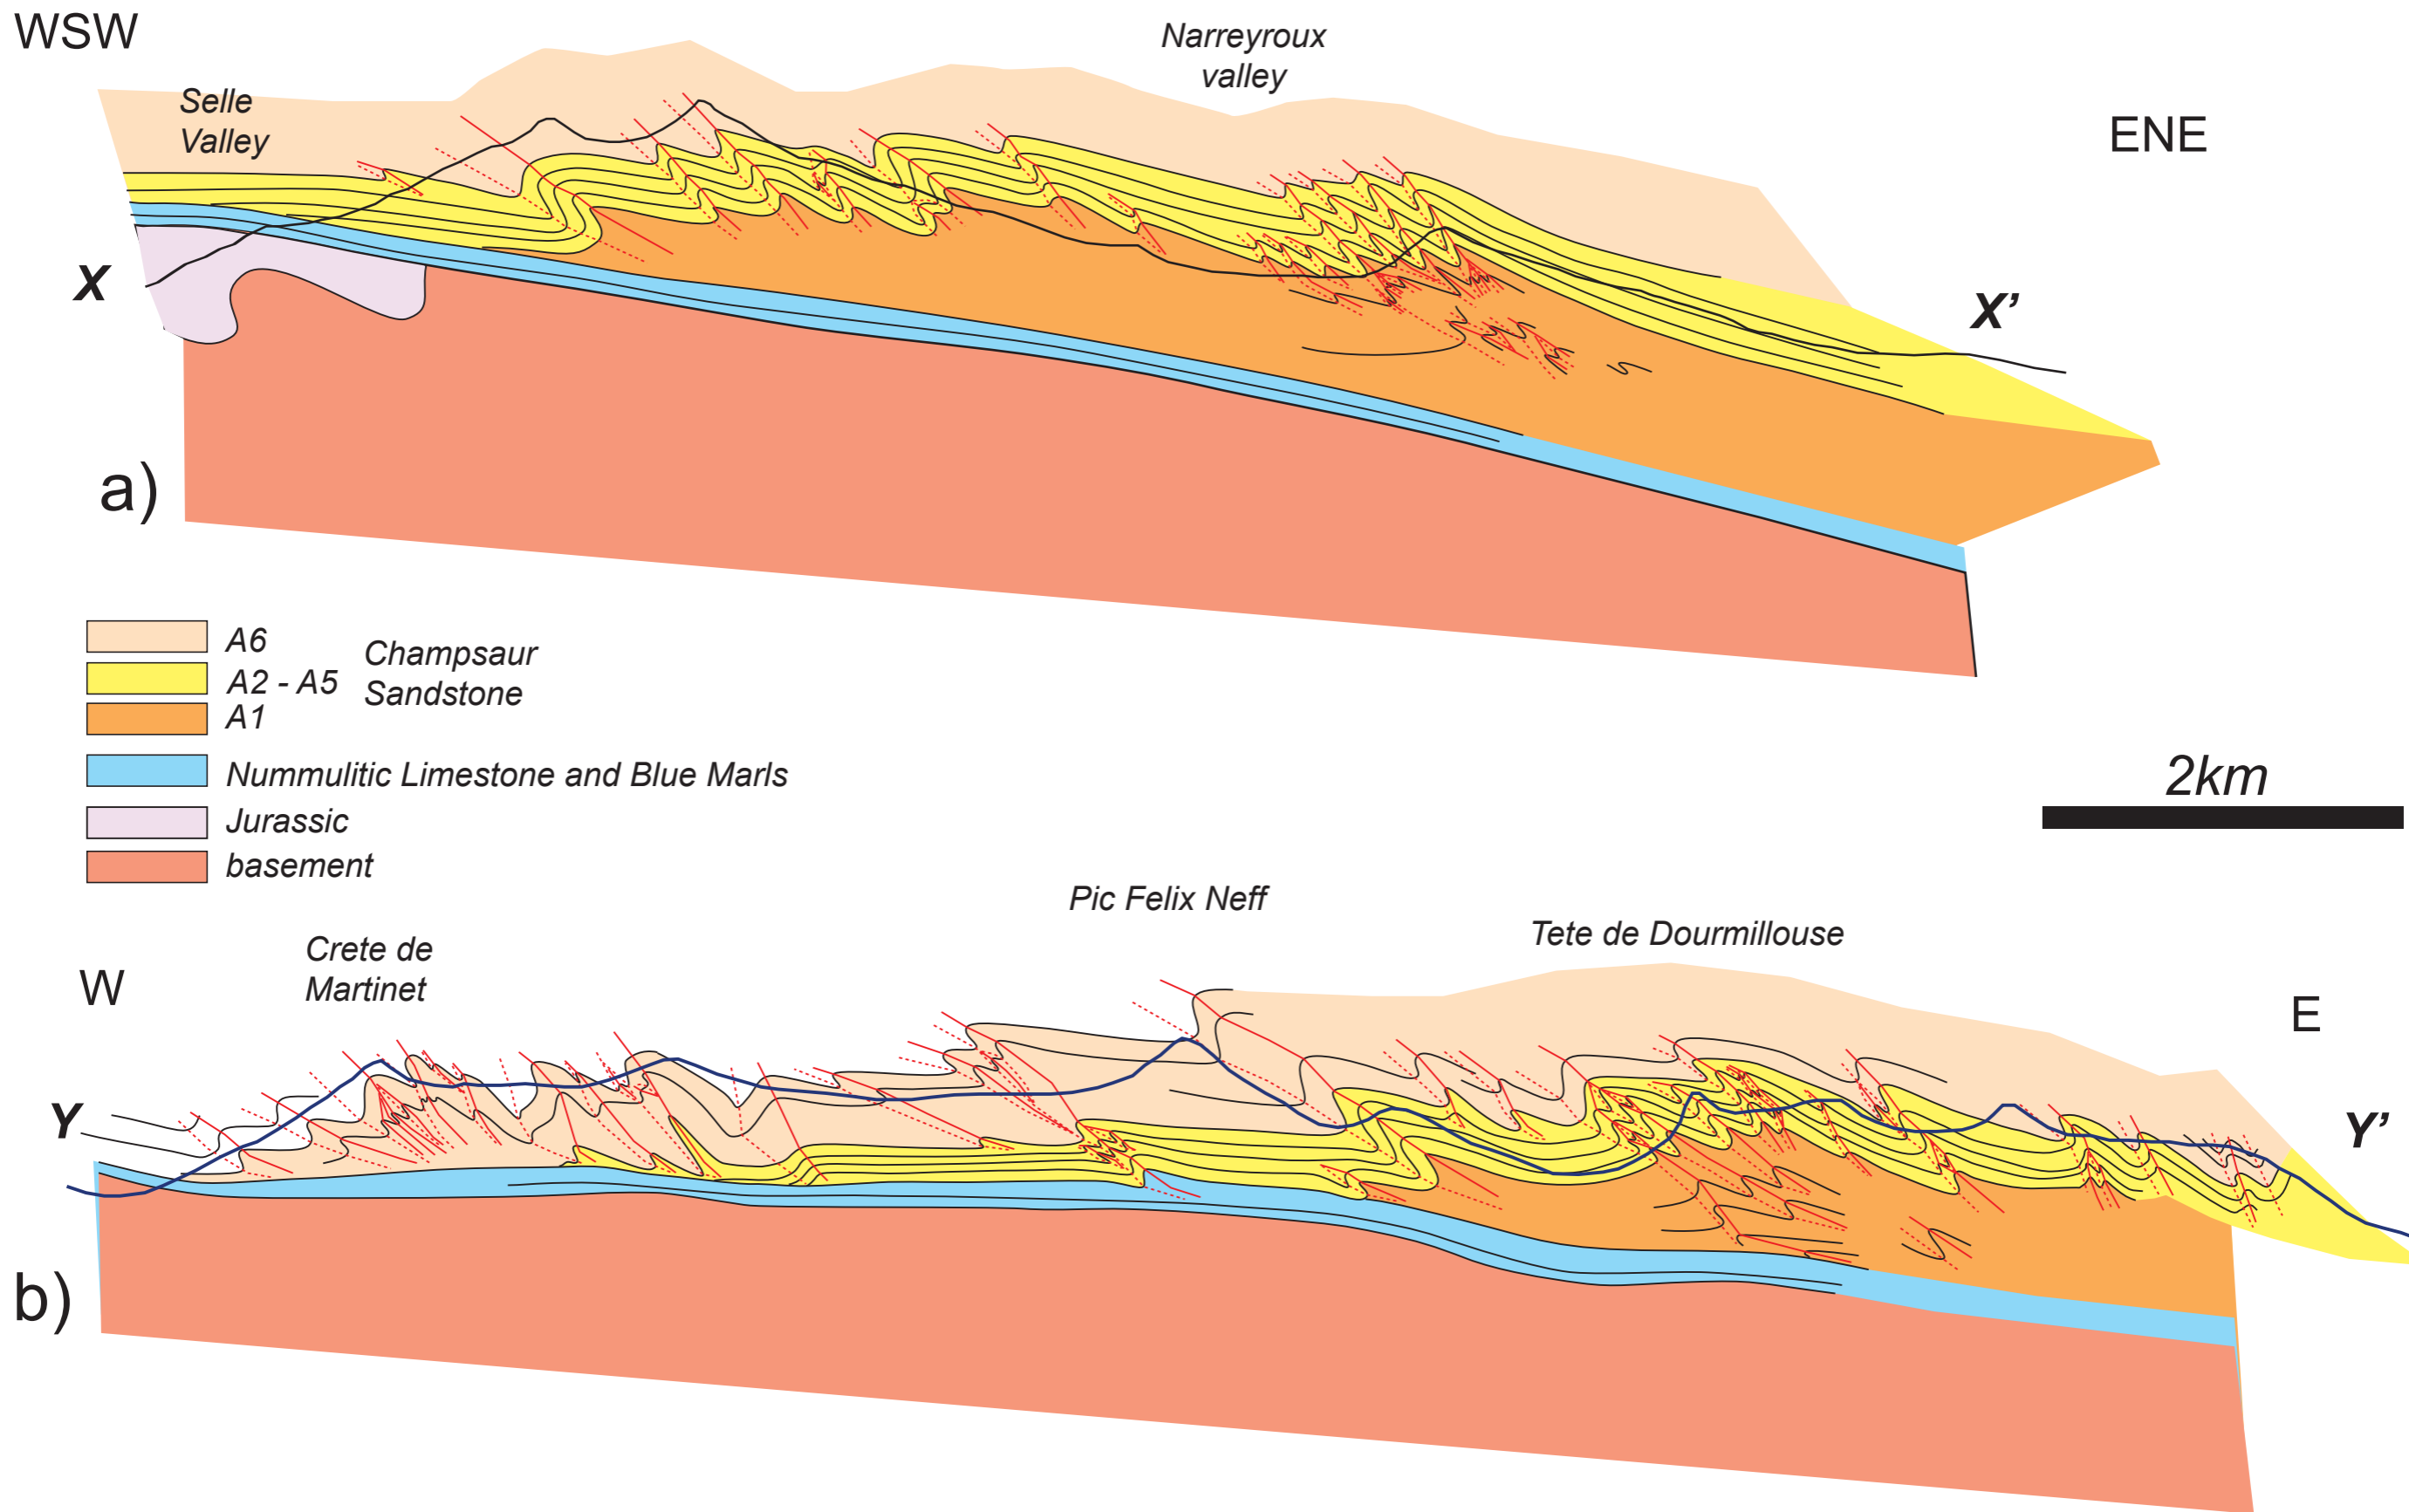 WSW
Narreyroux
valley
Selle
Valley
ENE
X
X’
a)
A6
Champsaur
A2 - A5
Sandstone
A1
Nummulitic Limestone and Blue Marls
2km
Jurassic
basement
Pic Felix Neff
Tete de Dourmillouse
Crete de
Martinet
W
E
Y
Y’
b)